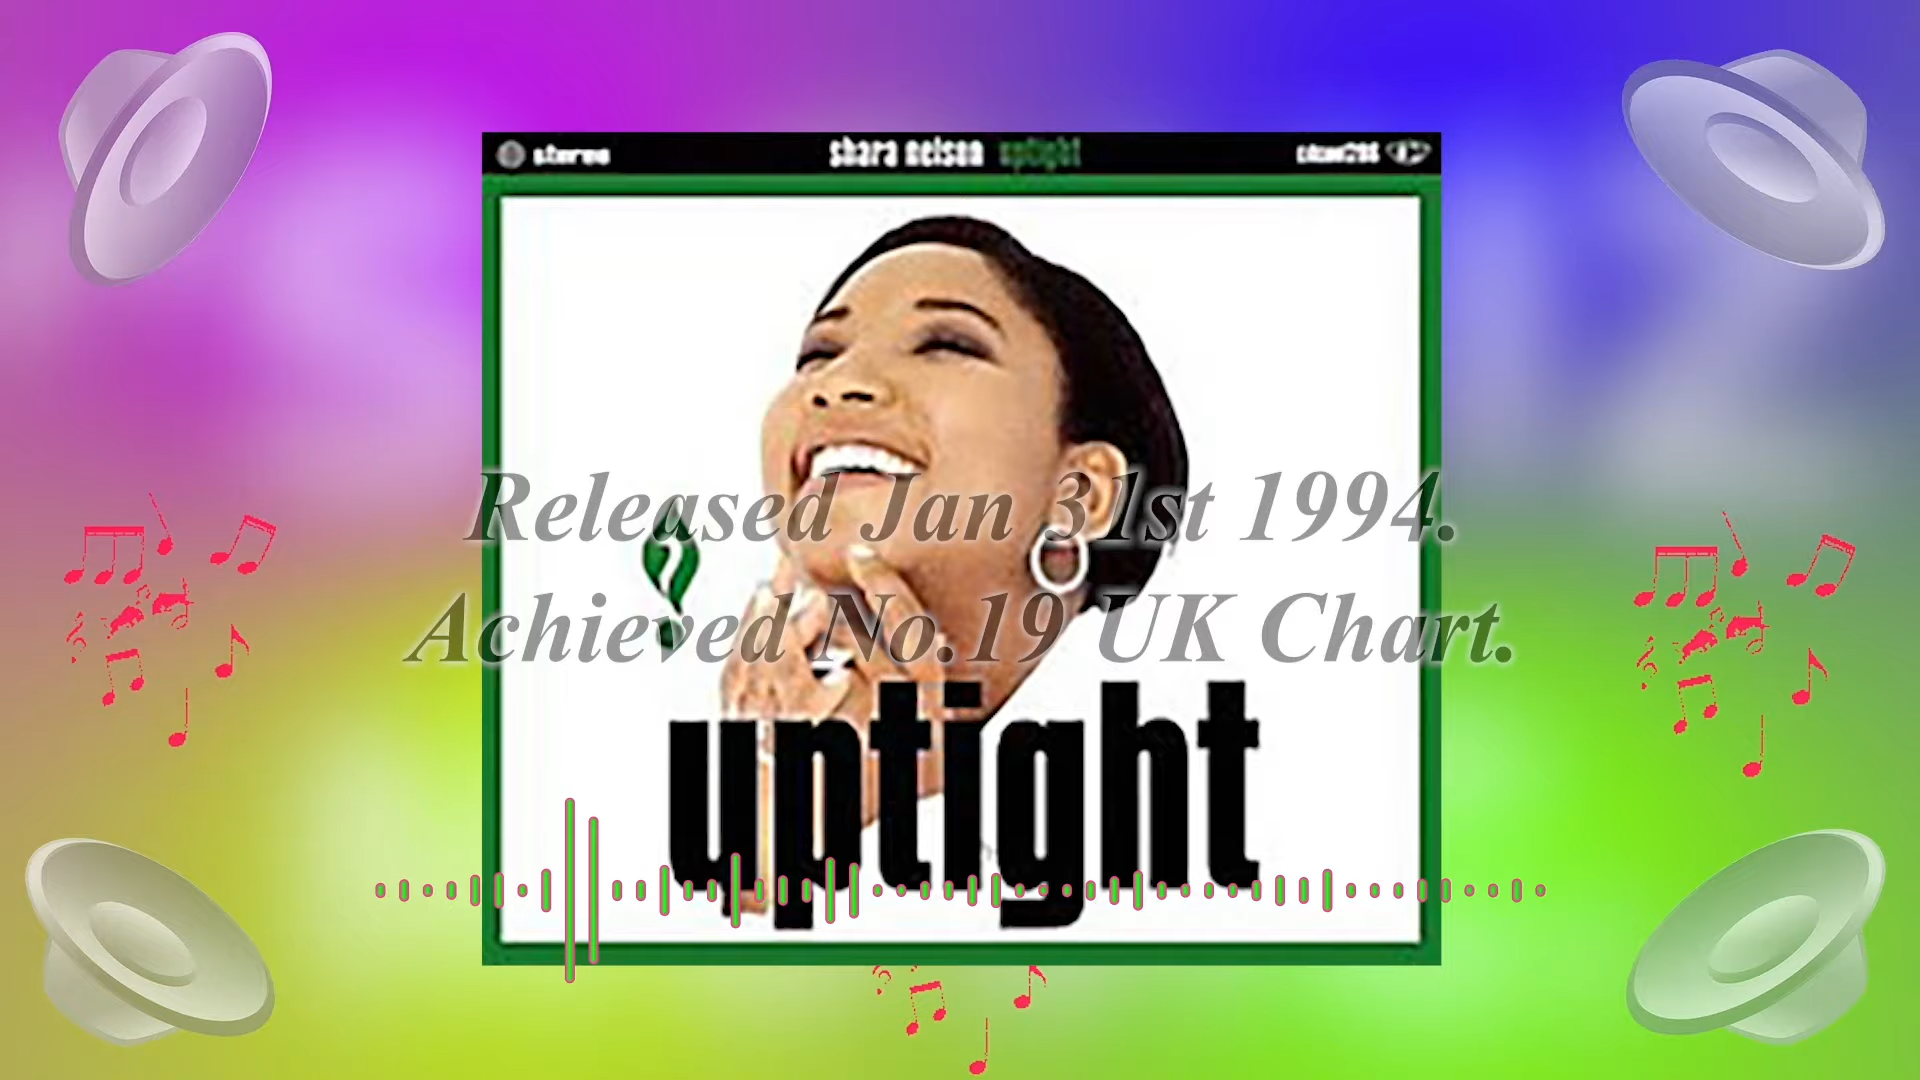 stereo
shara nelson uptight
Released Jan 31st 1994.
Achieved No.19 UK Chart.
uptight